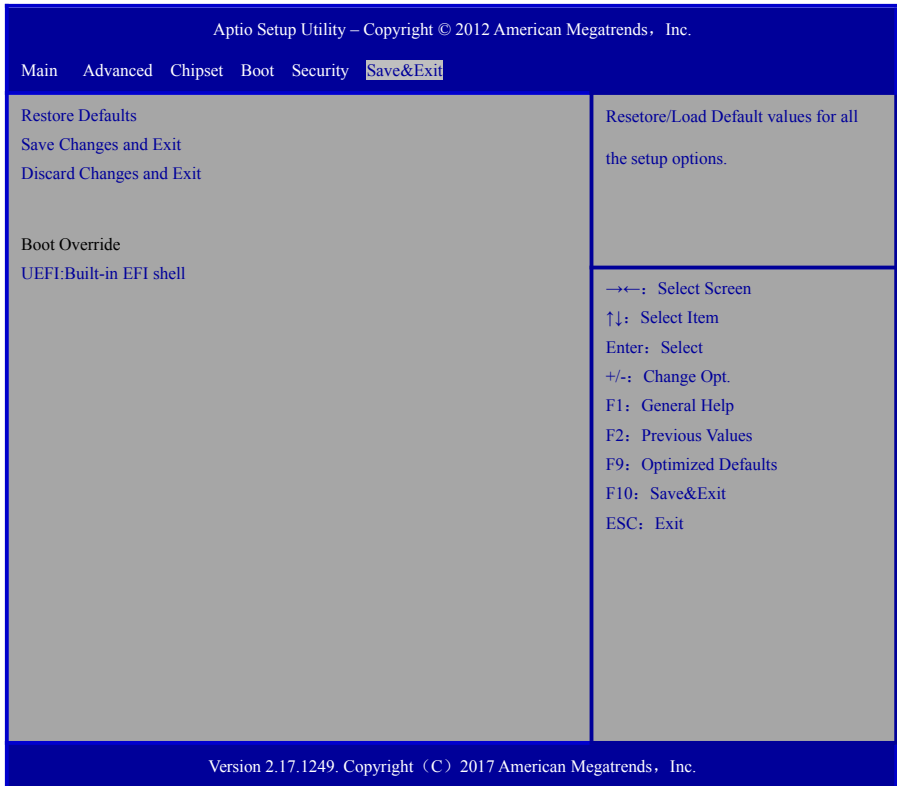 Aptio Setup Utility – Copyright © 2012 American Megatrends，Inc.
Main Advanced Chipset Boot Security Save&Exit
Restore Defaults
Save Changes and Exit
Discard Changes and Exit
Boot Override
UEFI:Built-in EFI shell
Resetore/Load Default values for all
the setup options.
→←：Select Screen
↑↓：Select Item
Enter：Select
+/-：Change Opt.
F1：General Help
F2：Previous Values
F9：Optimized Defaults
F10：Save&Exit
ESC：Exit
Version 2.17.1249. Copyright（C）2017 American Megatrends，Inc.